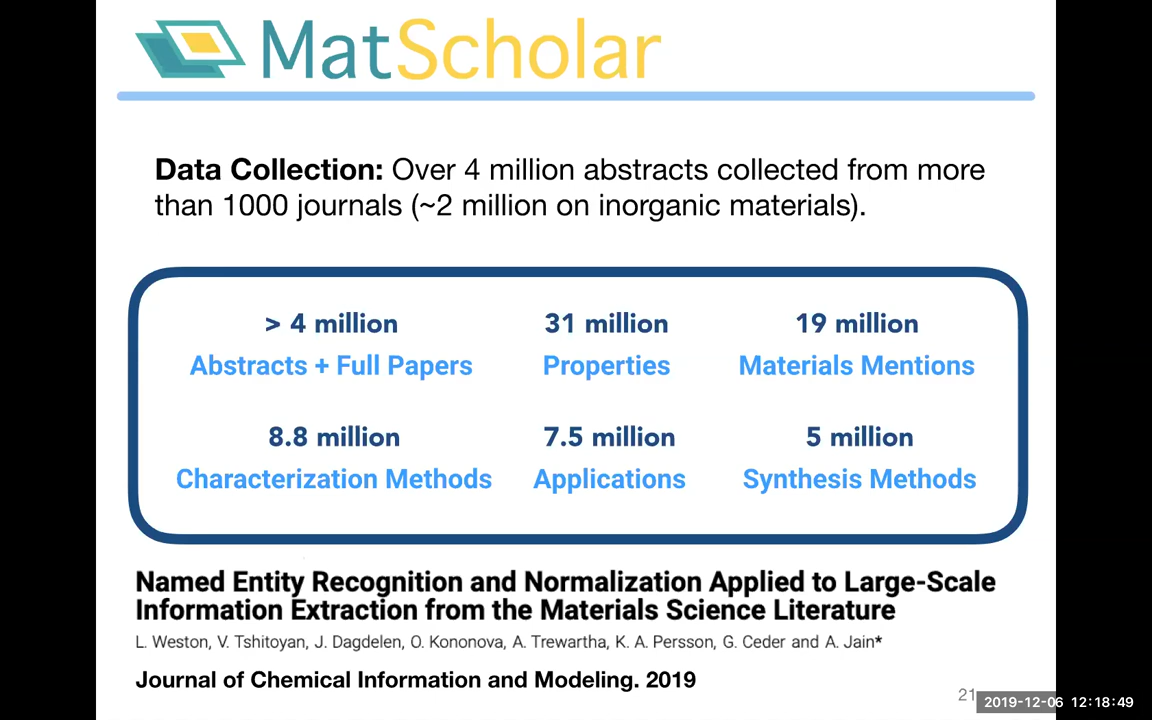 MatScholar
Data Collection: Over 4 million abstracts collected from more
than 1000 journals (~2 million on inorganic materials).
> 4 million
Abstracts + Full Papers
31 million
Properties
19 million
Materials Mentions
8.8 million
Characterization Methods
7.5 million
Applications
5 million
Synthesis Methods
Named Entity Recognition and Normalization Applied to Large-Scale
Information Extraction from the Materials Science Literature
L. Weston, V. Tshitoyan, J. Dagdelen, O. Kononova, A. Trewartha, K. A. Persson, G. Ceder and A. Jain*
Journal of Chemical Information and Modeling. 2019
21
2019-12-06 12:18:49